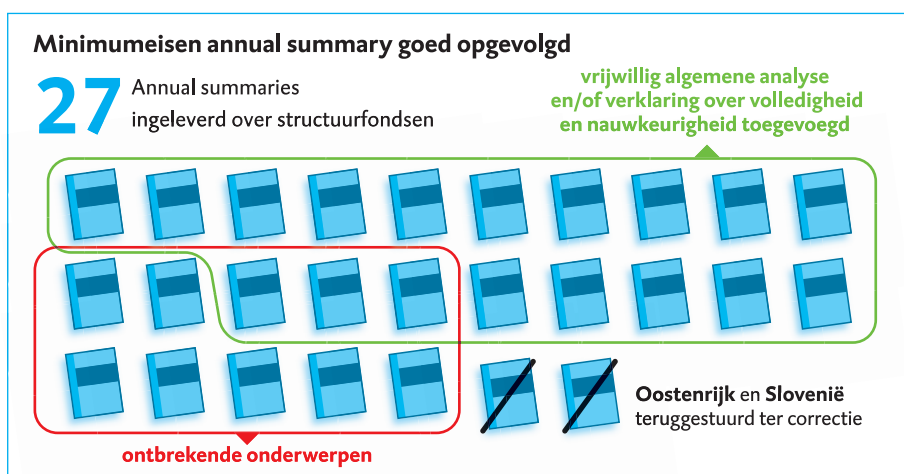 Minimumeisen annual summary goed opgevolgd
27 Annual summaries
ingeleverd over structuurfondsen
vrijwillig algemene analyse
en/of verklaring over volledigheid
en nauwkeurigheid toegevoegd
Oostenrijk en Slovenië
teruggestuurd ter correctie
ontbrekende onderwerpen